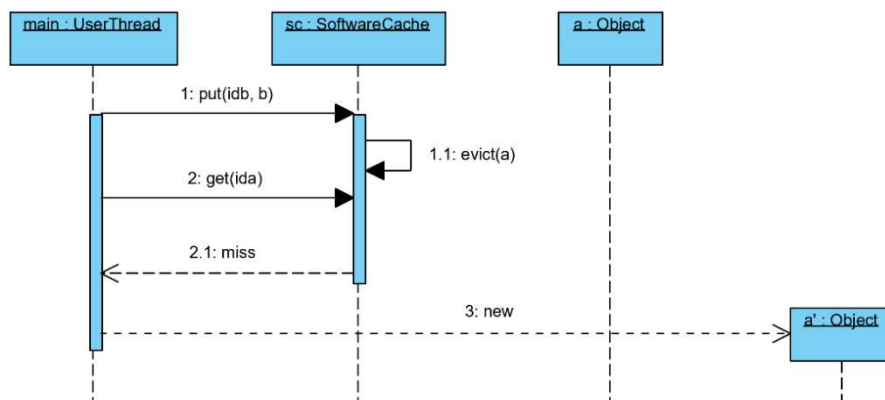 main : UserThread
sc : SoftwareCache
a : Object
1: put(idb, b)
1.1: evict(a)
2: get(ida)
2.1: miss
3: new
a' : Object